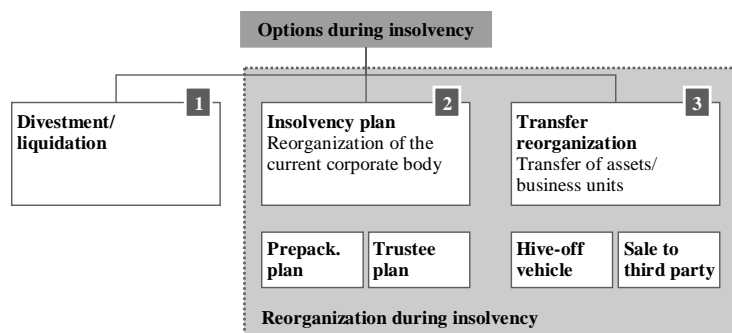 Options during insolvency
1
Divestment/
liquidation
2
Insolvency plan
Reorganization of the
current corporate body
3
Transfer
reorganization
Transfer of assets/
business units
Prepack.
plan
Trustee
plan
Hive-off
vehicle
Sale to
third party
Reorganization during insolvency